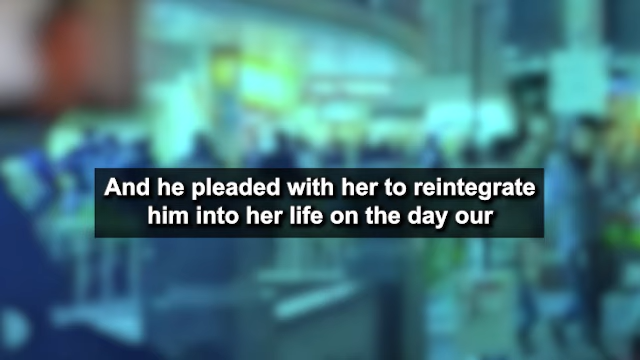 And he pleaded with her to reintegrate
him into her life on the day our